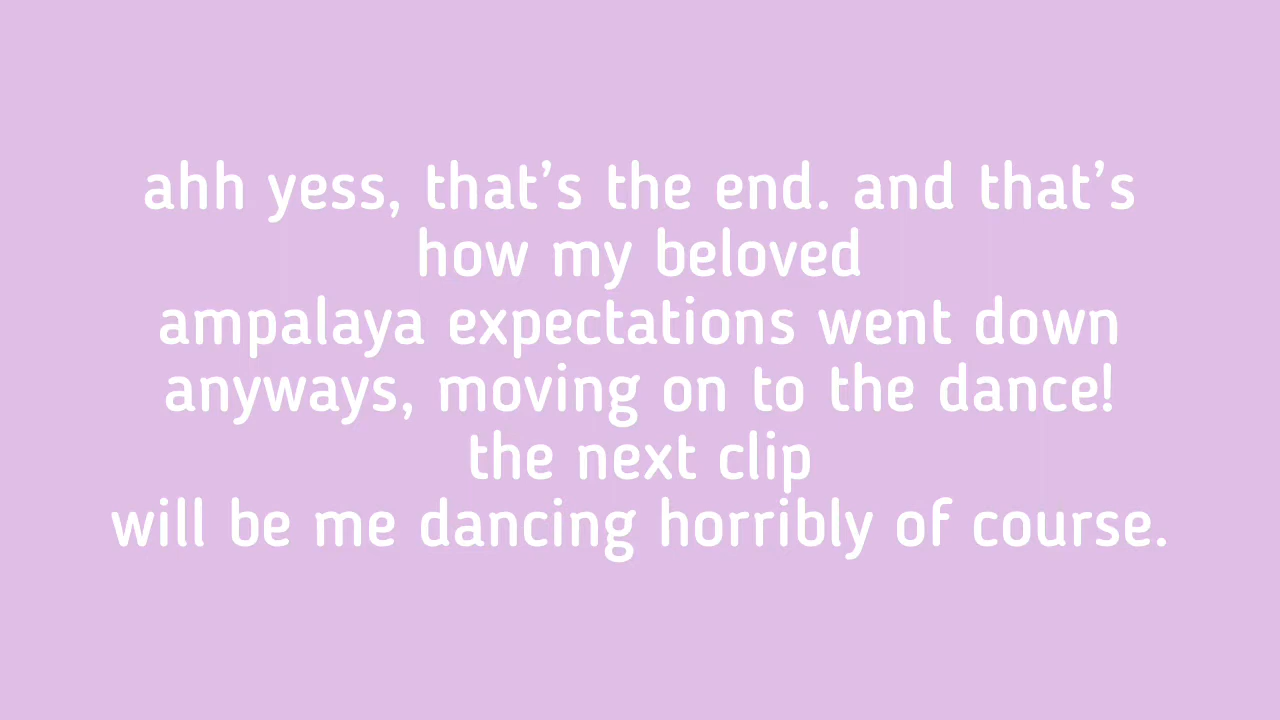 ahh yess, that’s the end. and that’s
how my beloved
ampalaya expectations went down
anyways, moving on to the dance!
the next clip
will be me dancing horribly of course.